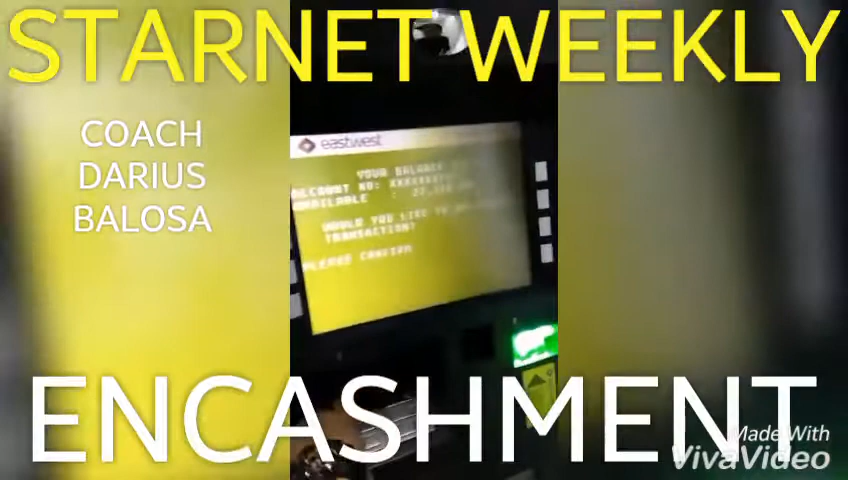 STARNET WEEKLY
COACH
DARIUS
BALOSA
eastwest
YOUR BALANCE
ACCOUNT NO:
AVAILABLE :
WOULD YOU LIKE TO
TRANSACTION?
PLEASE CONFIRM
ENCASHMENT
Made With
VivaVideo